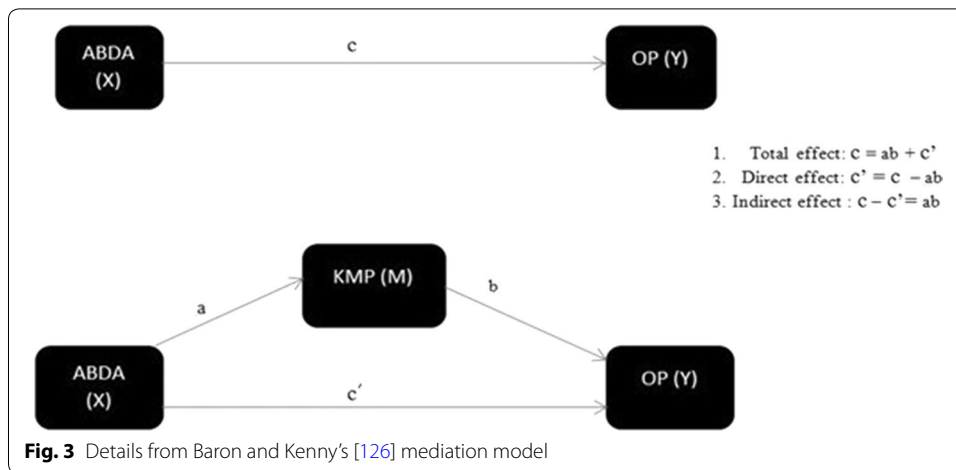 c
ABDA
(X)
OP (Y)
1. Total effect: c = ab + c’
2. Direct effect: c’ = c – ab
3. Indirect effect : c – c’= ab
KMP (M)
a
b
ABDA
(X)
c′
OP (Y)
Fig. 3 Details from Baron and Kenny’s [126] mediation model